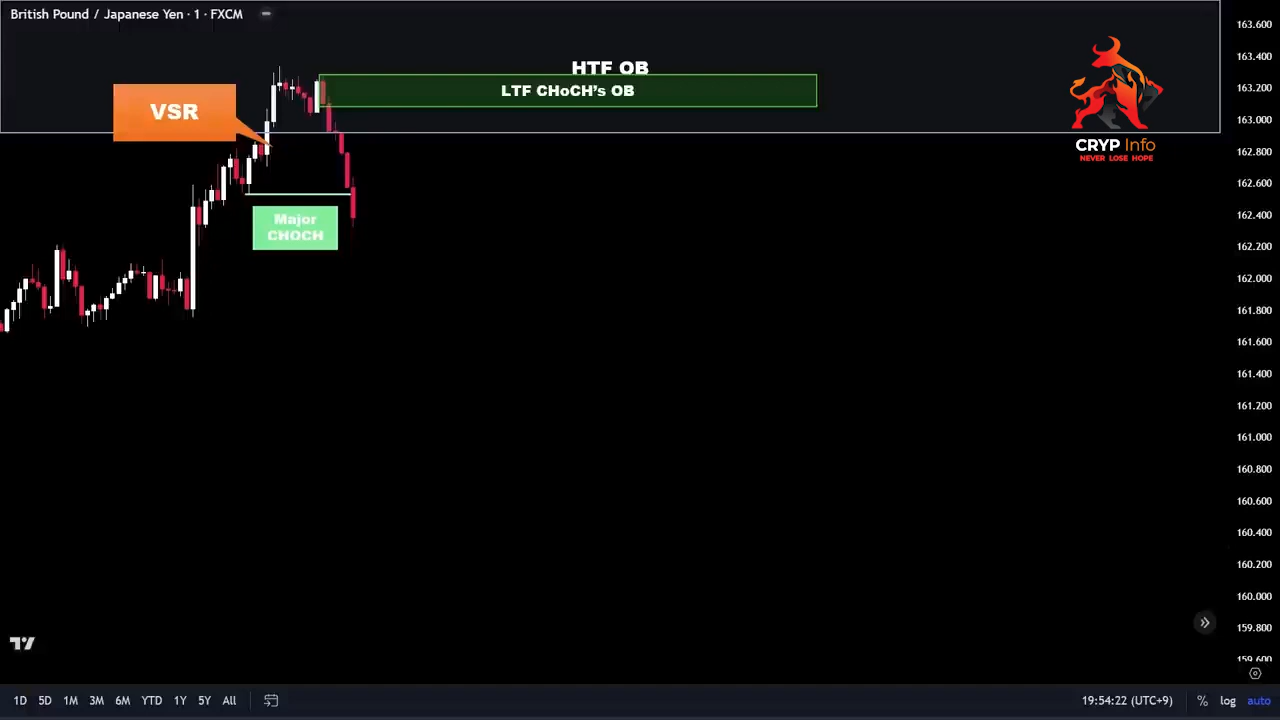 British Pound / Japanese Yen · 1 · FXCM
HTF OB
LTF CHoCH's OB
VSR
Major
CHOCH
CRYP Info
NEVER LOSE HOPE
163.600
163.400
163.200
163.000
162.800
162.600
162.400
162.200
162.000
161.800
161.600
161.400
161.200
161.000
160.800
160.600
160.400
160.200
160.000
159.800
159.600
1D 5D 1M 3M 6M YTD 1Y 5Y All
19:54:22 (UTC+9) % log auto